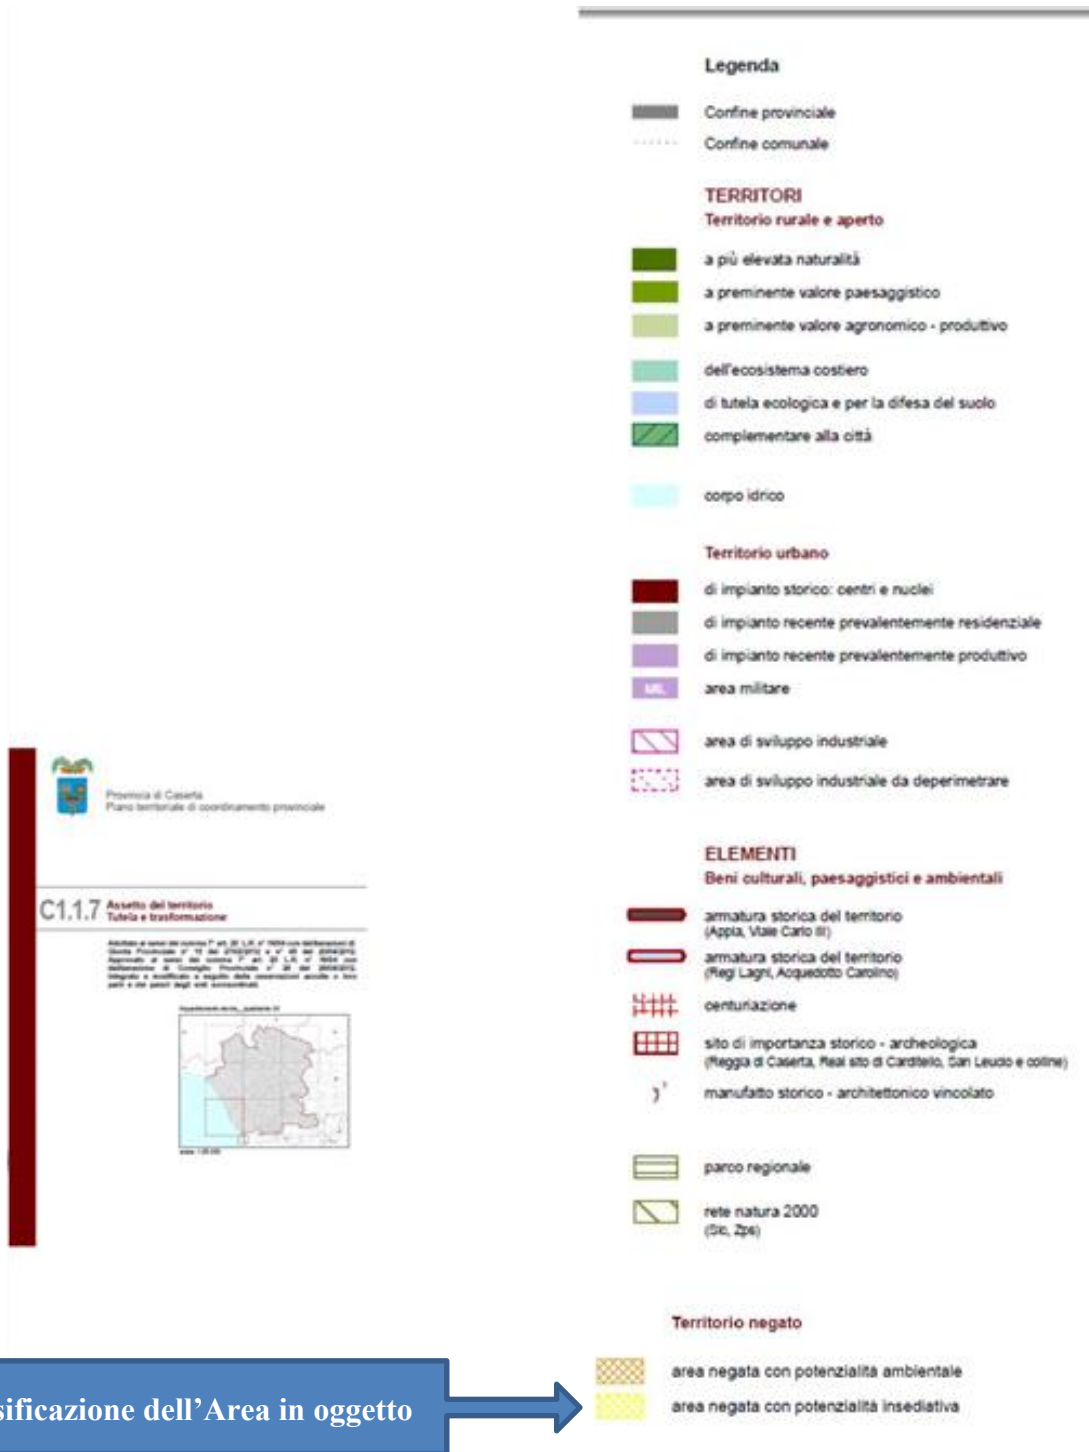 Legenda
Confine provinciale
Confine comunale
TERRITORI
Territorio rurale e aperto
a più elevata naturalità
a preminente valore paesaggistico
a preminente valore agronomico - produttivo
dell'ecosistema costiero
di tutela ecologica e per la difesa del suolo
complementare alla città
corpo idrico
Territorio urbano
di impianto storico: centri e nuclei
di impianto recente prevalentemente residenziale
di impianto recente prevalentemente produttivo
MIL area militare
area di sviluppo industriale
area di sviluppo industriale da deperimetrare
Provincia di Caserta
Piano territoriale di coordinamento provinciale
C1.1.7 Assetto del territorio
Tutela e trasformazione
ELEMENTI
Beni culturali, paesaggistici e ambientali
armatura storica del territorio
(Appia, Viale Carlo III)
armatura storica del territorio
(Regi Lagni, Acquedotto Carolino)
centuriazione
sito di importanza storico - archeologica
(Reggia di Caserta, Real sito di Carditello, San Leucio e colline)
manufatto storico - architettonico vincolato
parco regionale
rete natura 2000
(Sic, Zps)
Territorio negato
area negata con potenzialità ambientale
area negata con potenzialità insediativa
sificazione dell'Area in oggetto